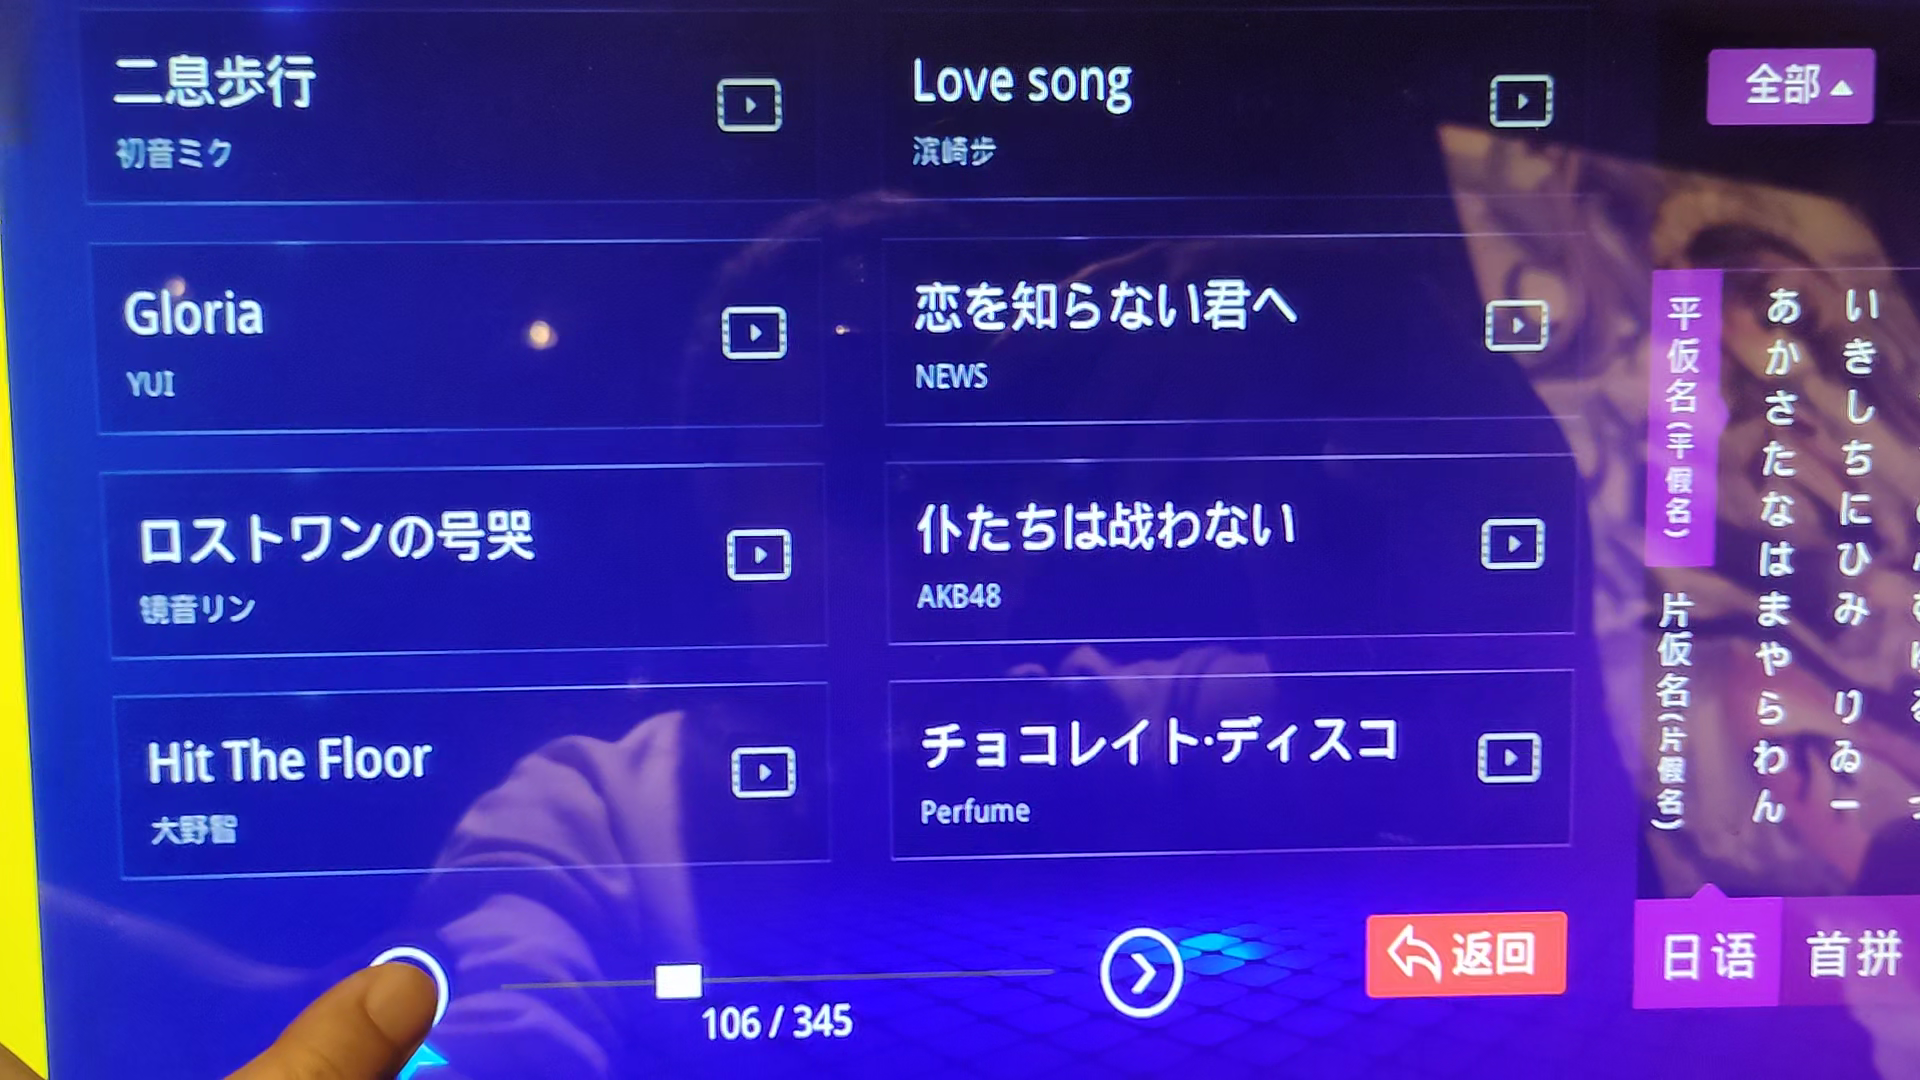 二息歩行
初音ミク
Love song
滨崎步
Gloria
YUI
恋を知らない君へ
NEWS
ロストワンの号哭
镜音リン
仆たちは战わない
AKB48
Hit The Floor
大野智
チョコレイト·ディスコ
Perfume
106 / 345
返回
全部
平仮名(平假名)
片仮名(片假名)
あかさたなはまやらわん
いきしちにひみ りゐー
日语
首拼